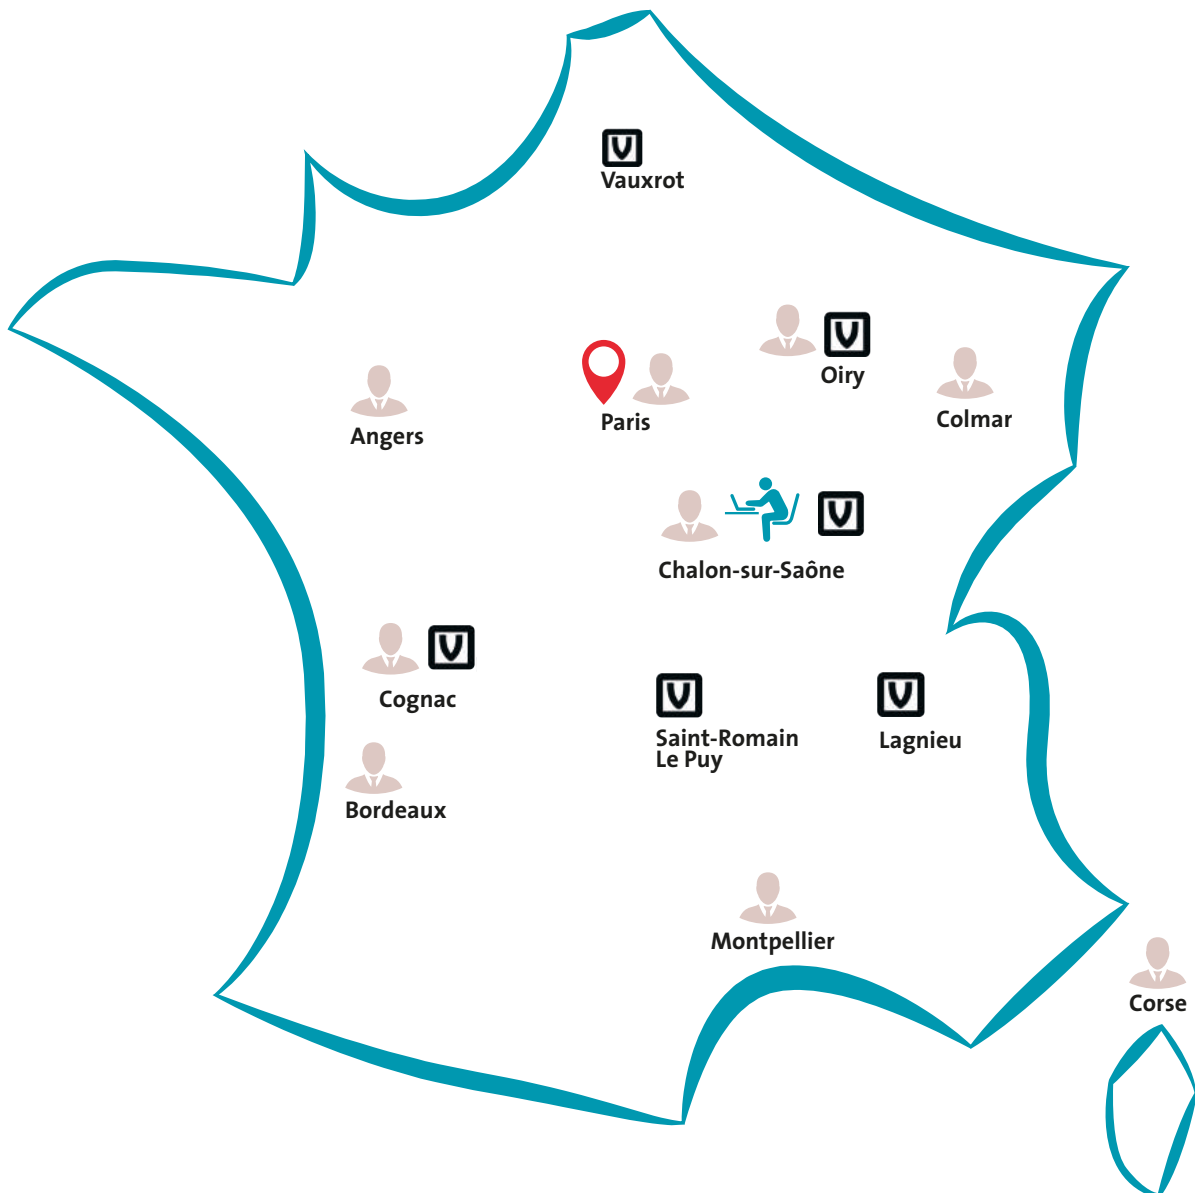 Vauxrot
Oiry
Colmar
Paris
Angers
Chalon-sur-Saône
Cognac
Saint-Romain
Le Puy
Lagnieu
Bordeaux
Montpellier
Corse